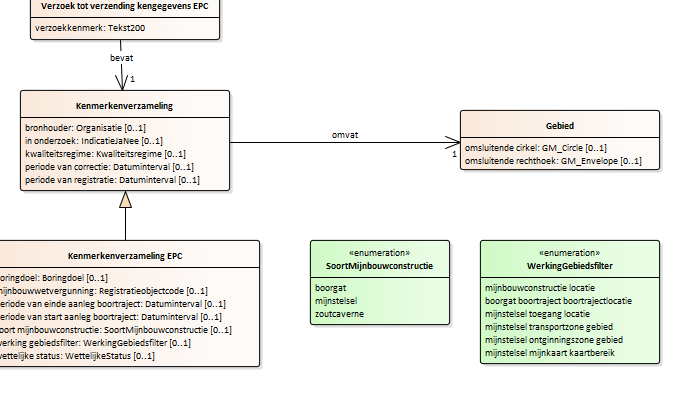 Verzoek tot verzending kengegevens EPC
verzoekkenmerk: Tekst200
bevat
1
Kenmerkenverzameling
bronhouder: Organisatie [0..1]
in onderzoek: IndicatieJaNee [0..1]
kwaliteitsregime: Kwaliteitsregime [0..1]
periode van correctie: Datuminterval [0..1]
periode van registratie: Datuminterval [0..1]
omvat
1
Gebied
omsluitende cirkel: GM_Circle [0..1]
omsluitende rechthoek: GM_Envelope [0..1]
Kenmerkenverzameling EPC
oringdoel: Boringdoel [0..1]
nijnbouwwetvergunning: Registratieobjectcode [0..1]
eriode van einde aanleg boortraject: Datuminterval [0..1]
eriode van start aanleg boortraject: Datuminterval [0..1]
oort mijnbouwconstructie: SoortMijnbouwconstructie [0..1]
verking gebiedsfilter: WerkingGebiedsfilter [0..1]
vettelijke status: WettelijkeStatus [0..1]
«enumeration»
SoortMijnbouwconstructie
boorgat
mijnstelsel
zoutcaverne
«enumeration»
WerkingGebiedsfilter
mijnbouwconstructie locatie
boorgat boortraject boortrajectlocatie
mijnstelsel toegang locatie
mijnstelsel transportzone gebied
mijnstelsel ontginningszone gebied
mijnstelsel mijnkaart kaartbereik